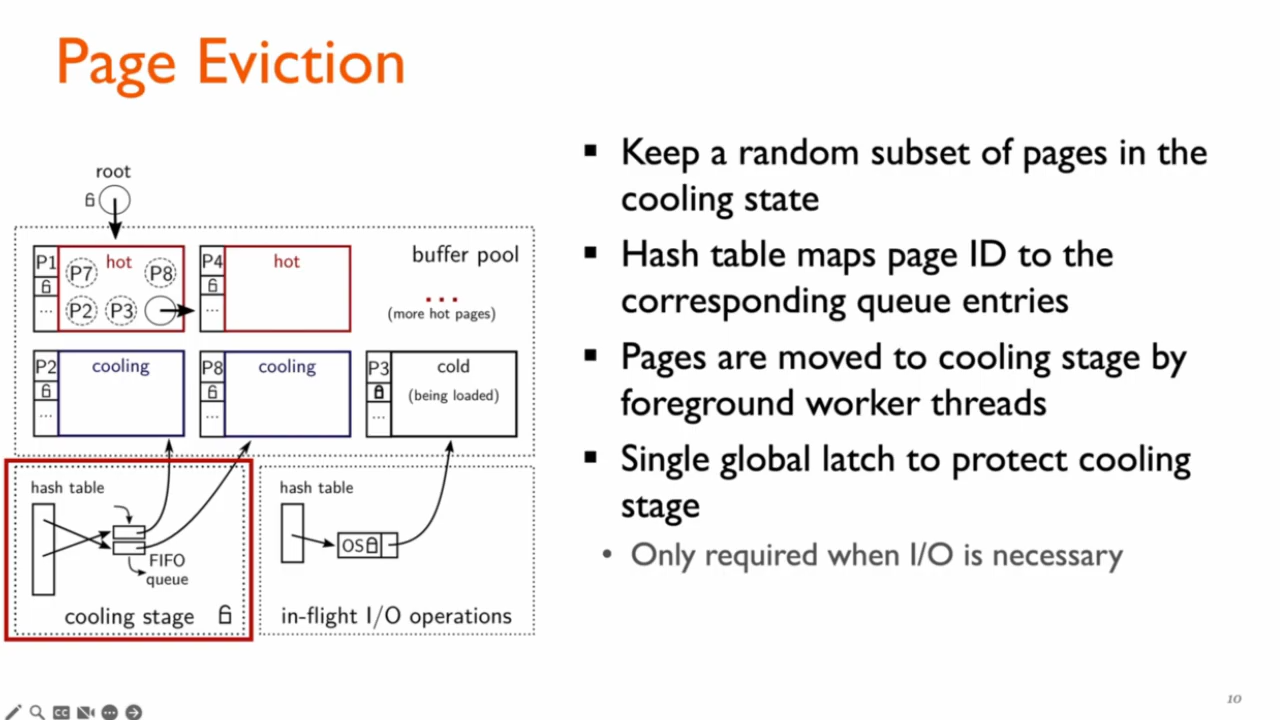 Page Eviction
root
P1
hot
P7
P8
P2
P3
...
P4
hot
...
buffer pool
...
(more hot pages)
P2
cooling
...
P8
cooling
...
P3
cold
(being loaded)
...
hash table
FIFO
queue
cooling stage
hash table
OS
in-flight I/O operations
▪ Keep a random subset of pages in the
cooling state
▪ Hash table maps page ID to the
corresponding queue entries
▪ Pages are moved to cooling stage by
foreground worker threads
▪ Single global latch to protect cooling
stage
• Only required when I/O is necessary
CC
10